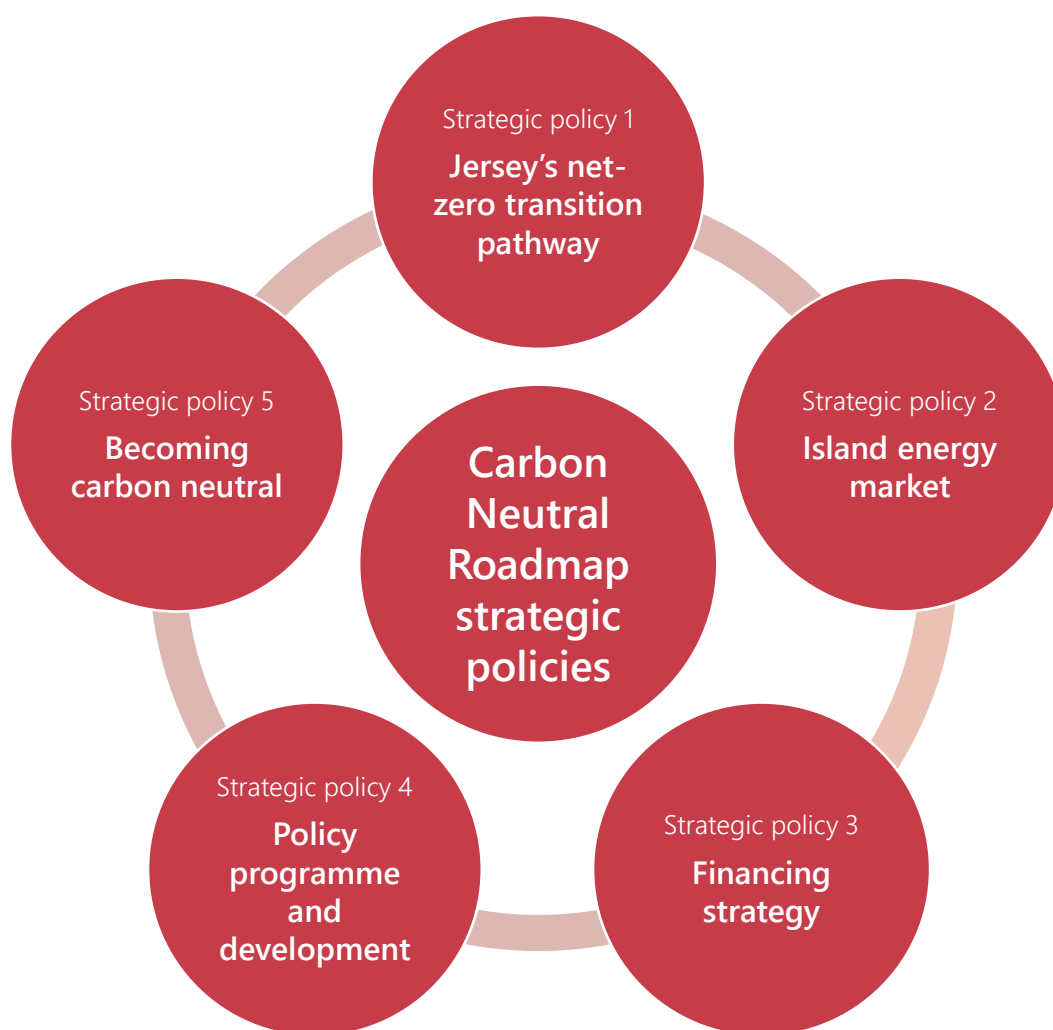 Strategic policy 1
Jersey’s net-
zero transition
pathway
Strategic policy 2
Island energy
market
Strategic policy 3
Financing
strategy
Strategic policy 4
Policy
programme
and
development
Strategic policy 5
Becoming
carbon neutral
Carbon
Neutral
Roadmap
strategic
policies